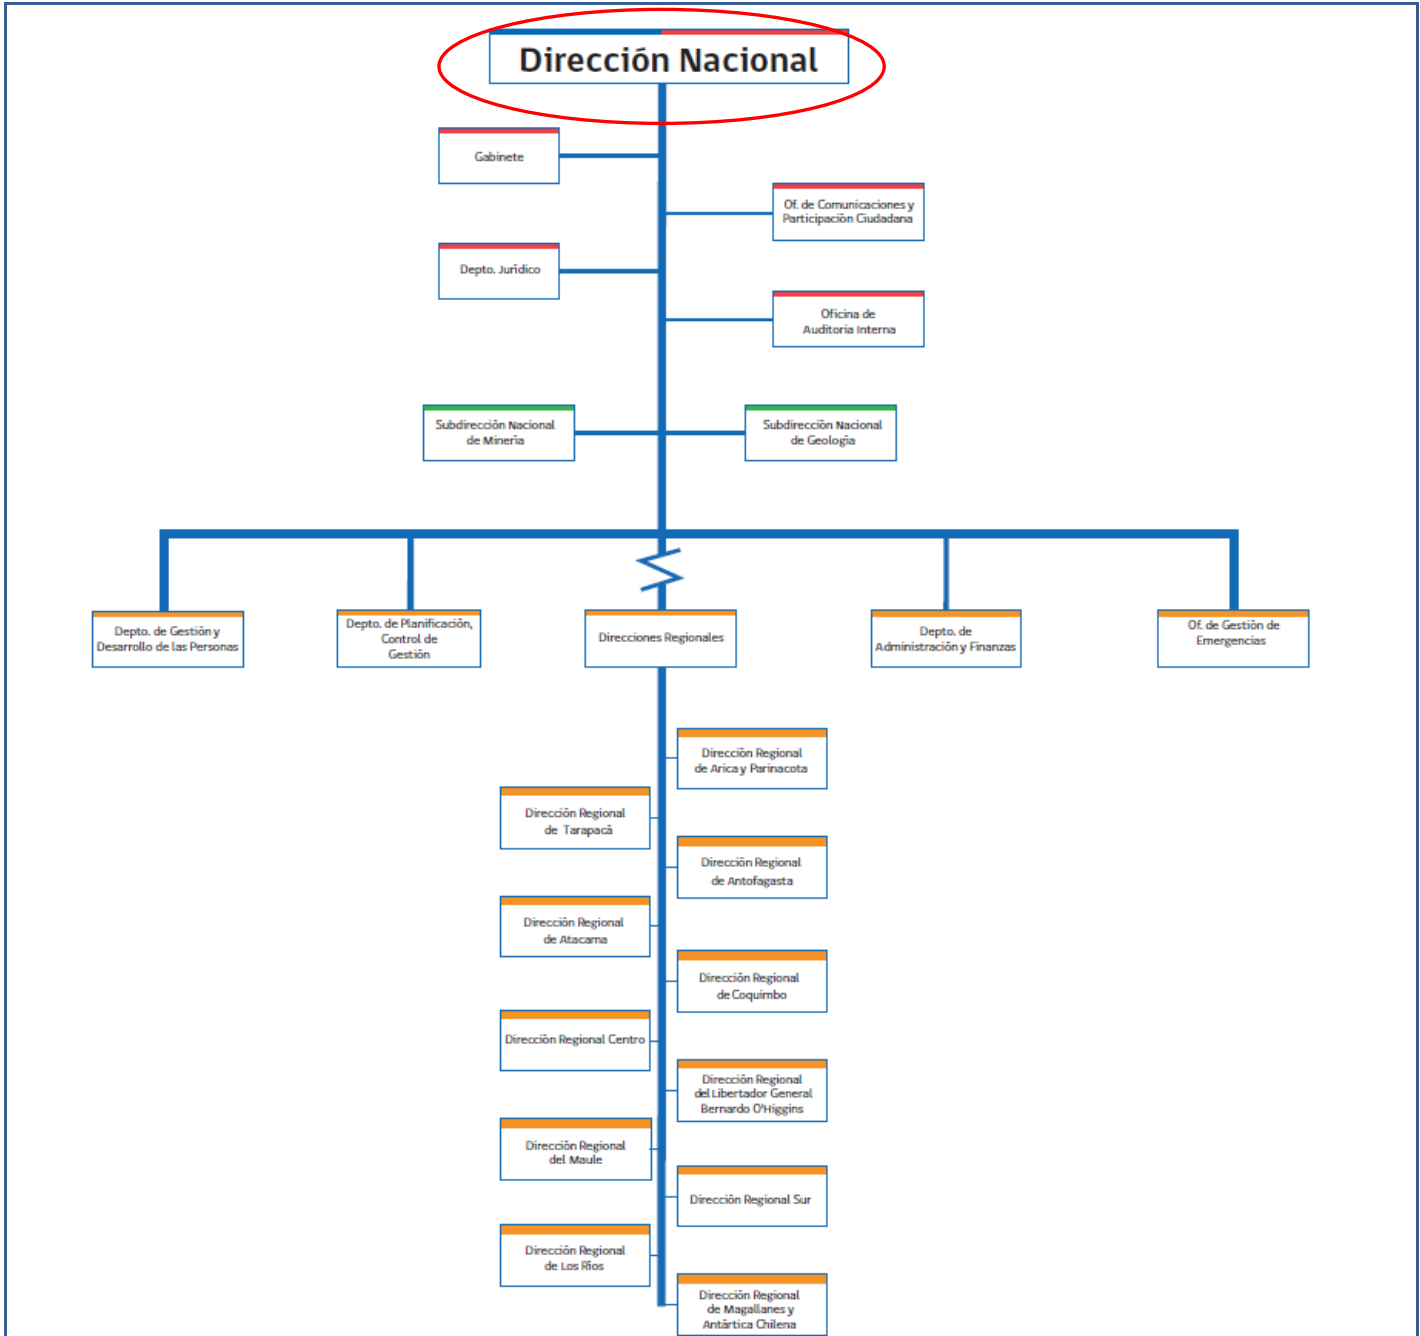 Dirección Nacional
Gabinete
Of. de Comunicaciones y
Participación Ciudadana
Depto. Jurídico
Oficina de
Auditoria Interna
Subdirección Nacional
de Minería
Subdirección Nacional
de Geología
Depto. de Gestión y
Desarrollo de las Personas
Depto. de Planificación,
Control de
Gestión
Direcciones Regionales
Depto. de
Administración y Finanzas
Of. de Gestión de
Emergencias
Dirección Regional
de Arica y Parinacota
Dirección Regional
de Tarapacá
Dirección Regional
de Antofagasta
Dirección Regional
de Atacama
Dirección Regional
de Coquimbo
Dirección Regional Centro
Dirección Regional
del Libertador General
Bernardo O'Higgins
Dirección Regional
del Maule
Dirección Regional Sur
Dirección Regional
de Los Ríos
Dirección Regional
de Magallanes y
Antártica Chilena